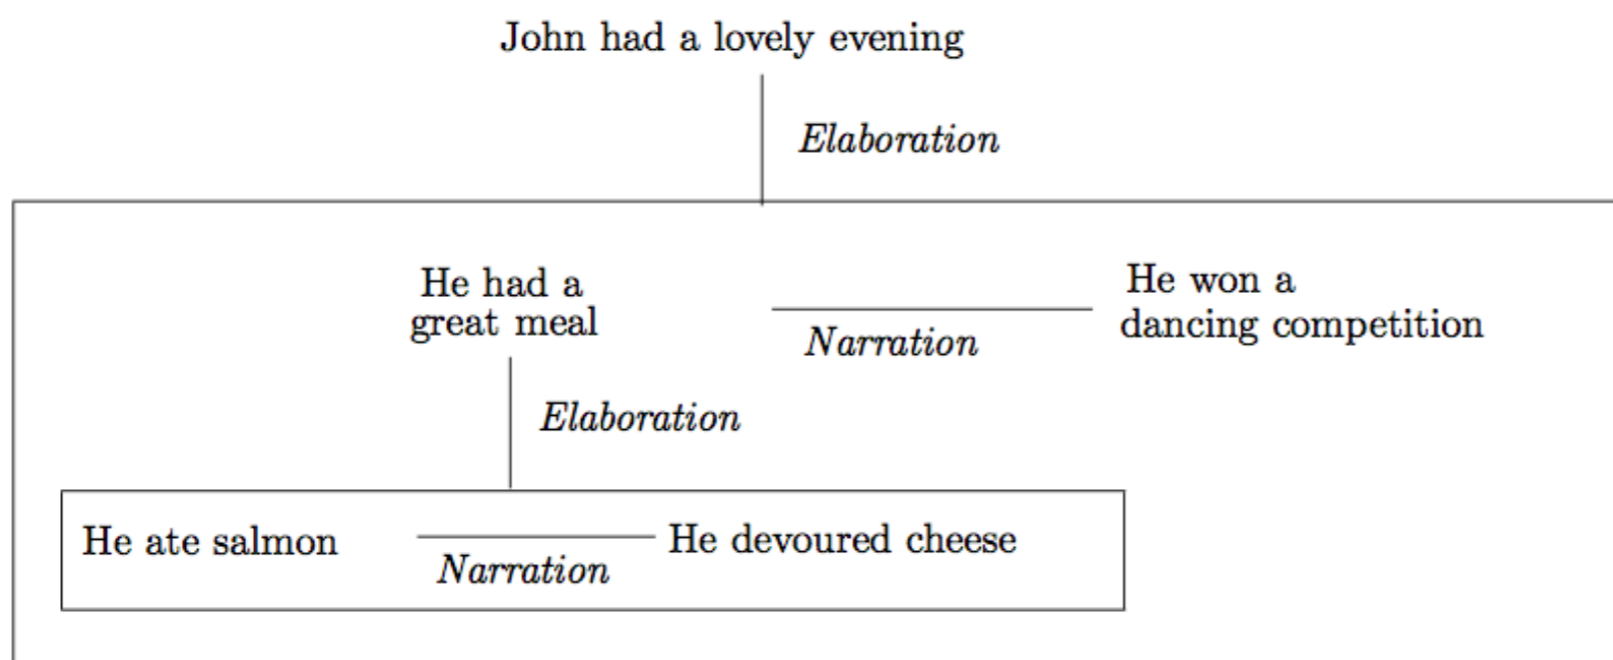 John had a lovely evening
Elaboration
He had a
great meal
Narration
He won a
dancing competition
Elaboration
He ate salmon
Narration
He devoured cheese